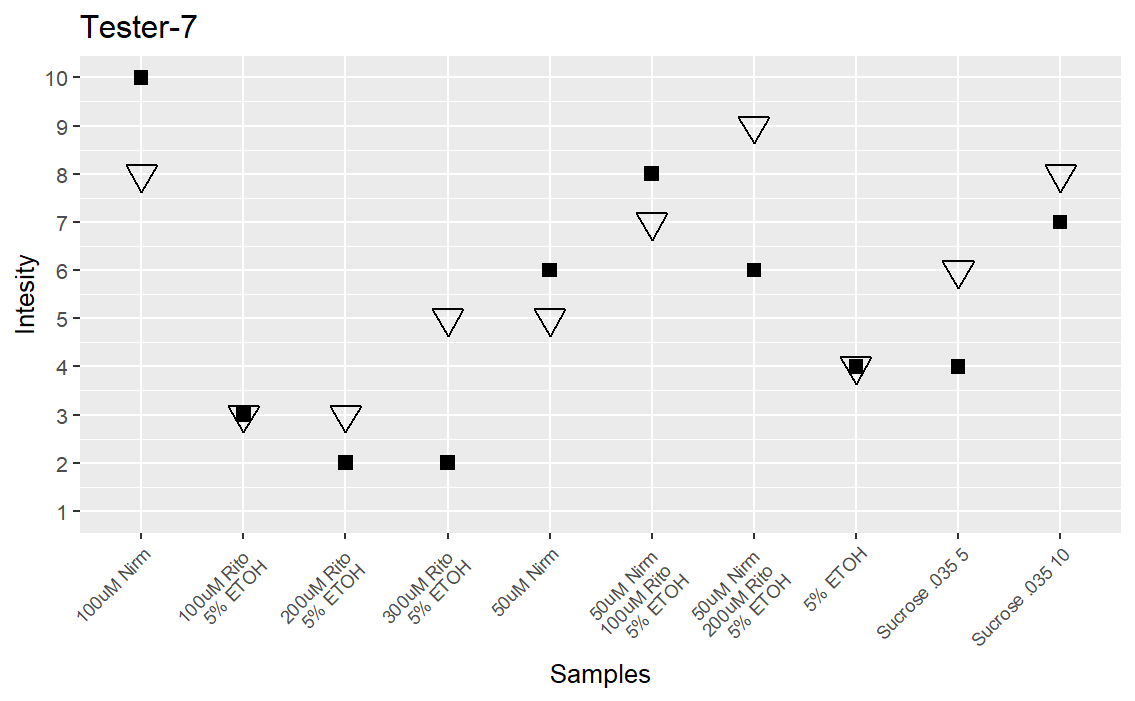 Tester-7
10
9
8
7
6
5
4
3
2
1
Intesity
100uM Nirm
100uM Rito
5% ETOH
200uM Rito
5% ETOH
300uM Rito
5% ETOH
50uM Nirm
50uM Nirm
100uM Rito
5% ETOH
50uM Nirm
200uM Rito
5% ETOH
5% ETOH
Sucrose .035 5
Sucrose .035 10
Samples